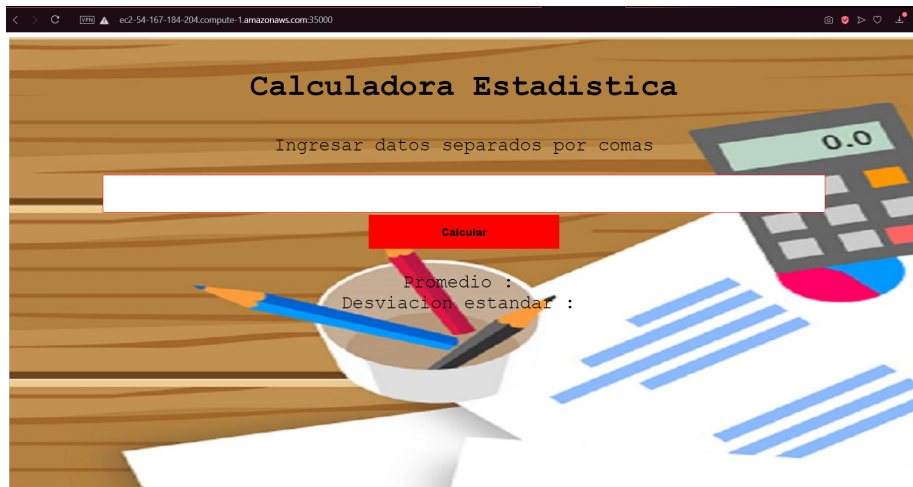 VPN ec2-54-167-184-204.compute-1.amazonaws.com:35000
Calculadora Estadistica
0.0
Ingresar datos separados por comas
Calcular
Promedio :
Desviacion estandar :